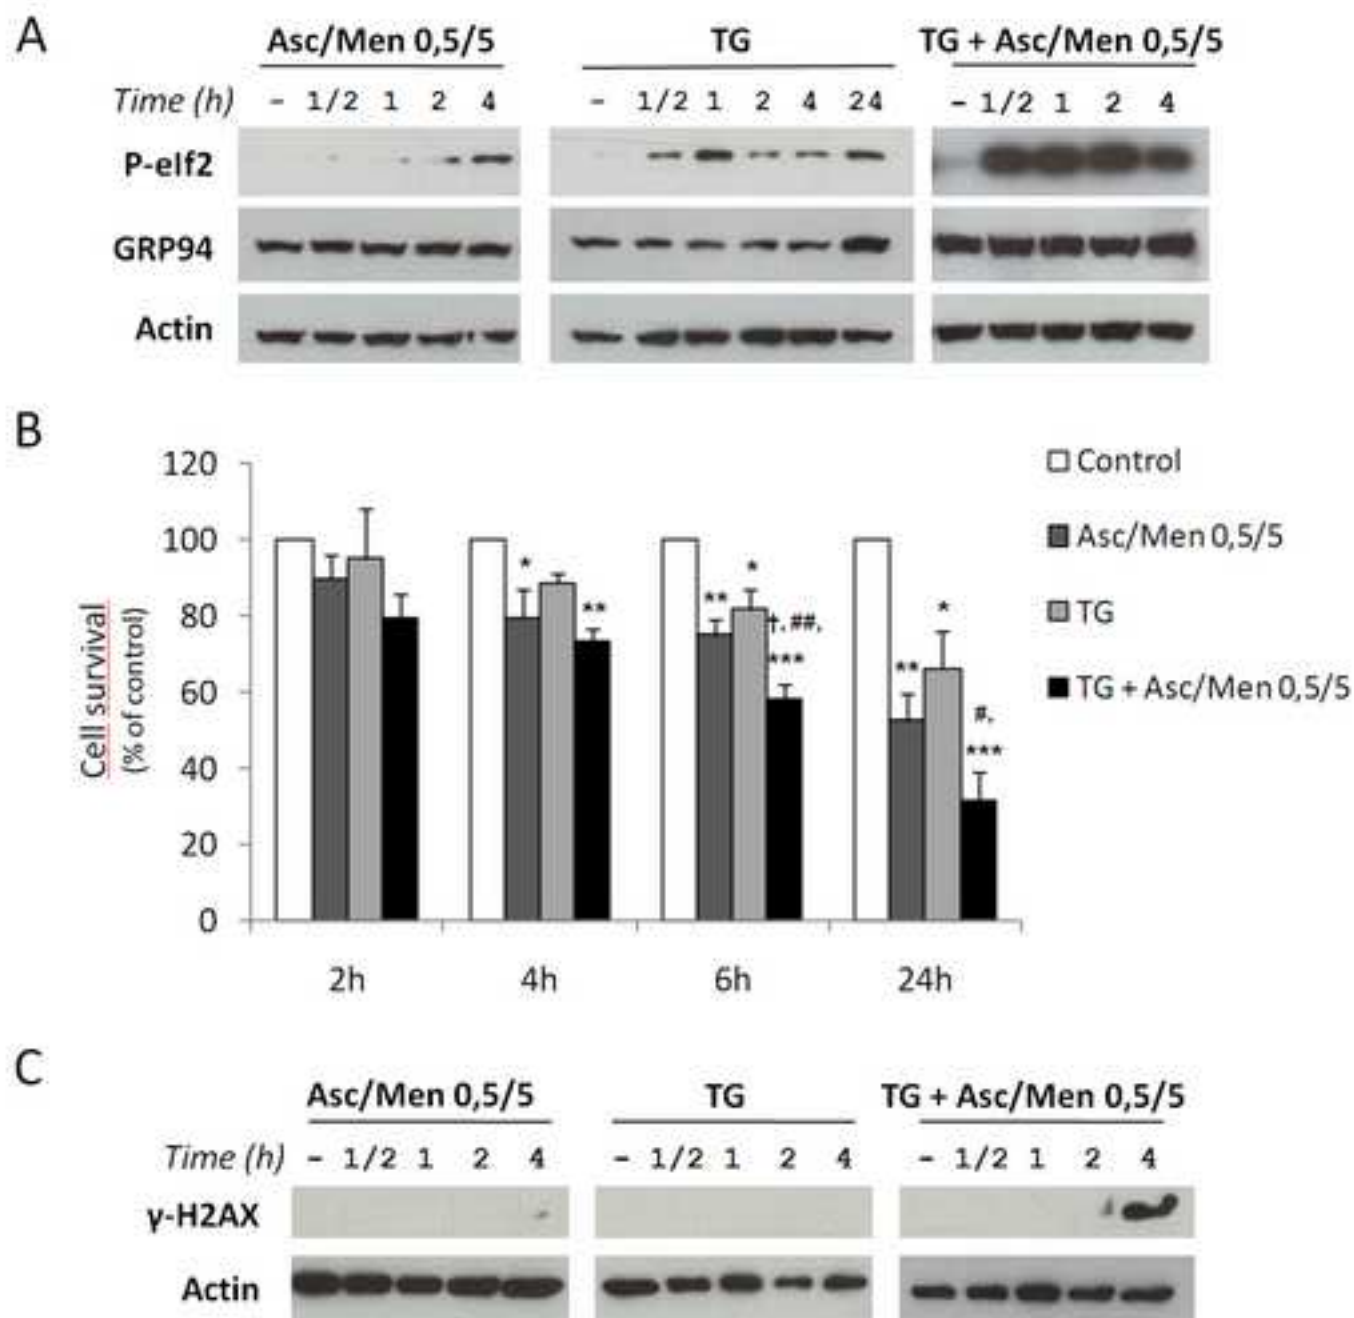 A
Asc/Men 0,5/5 TG TG + Asc/Men 0,5/5
Time (h) - 1/2 1 2 4 - 1/2 1 2 4 24 - 1/2 1 2 4
P-eIf2
GRP94
Actin
B
120
100
80
60
40
20
0
Cell survival
(% of control)
*
**
**
*
†, ##,
***
**
*
#,
***
2h 4h 6h 24h
Control
Asc/Men 0,5/5
TG
TG + Asc/Men 0,5/5
C
Asc/Men 0,5/5 TG TG + Asc/Men 0,5/5
Time (h) - 1/2 1 2 4 - 1/2 1 2 4 - 1/2 1 2 4
γ-H2AX
Actin